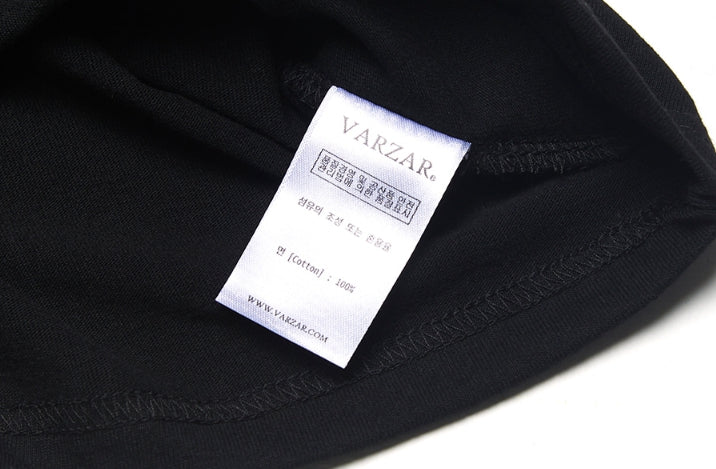 VARZAR®
품질경영 및 공산품 안전
관리법에 의한 품질표시
섬유의 조성 또는 혼용율
면 [Cotton] : 100%
WWW.VARZAR.COM